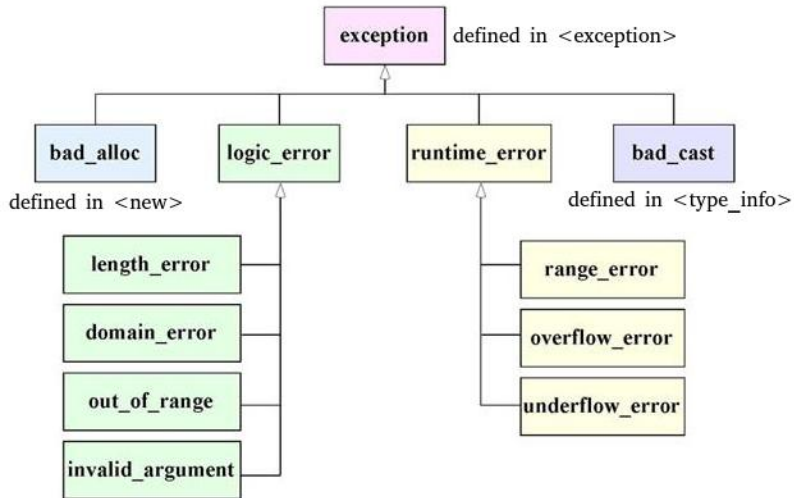 exception defined in <exception>
bad_alloc logic_error runtime_error bad_cast
defined in <new> defined in <type_info>
length_error range_error
domain_error overflow_error
out_of_range underflow_error
invalid_argument